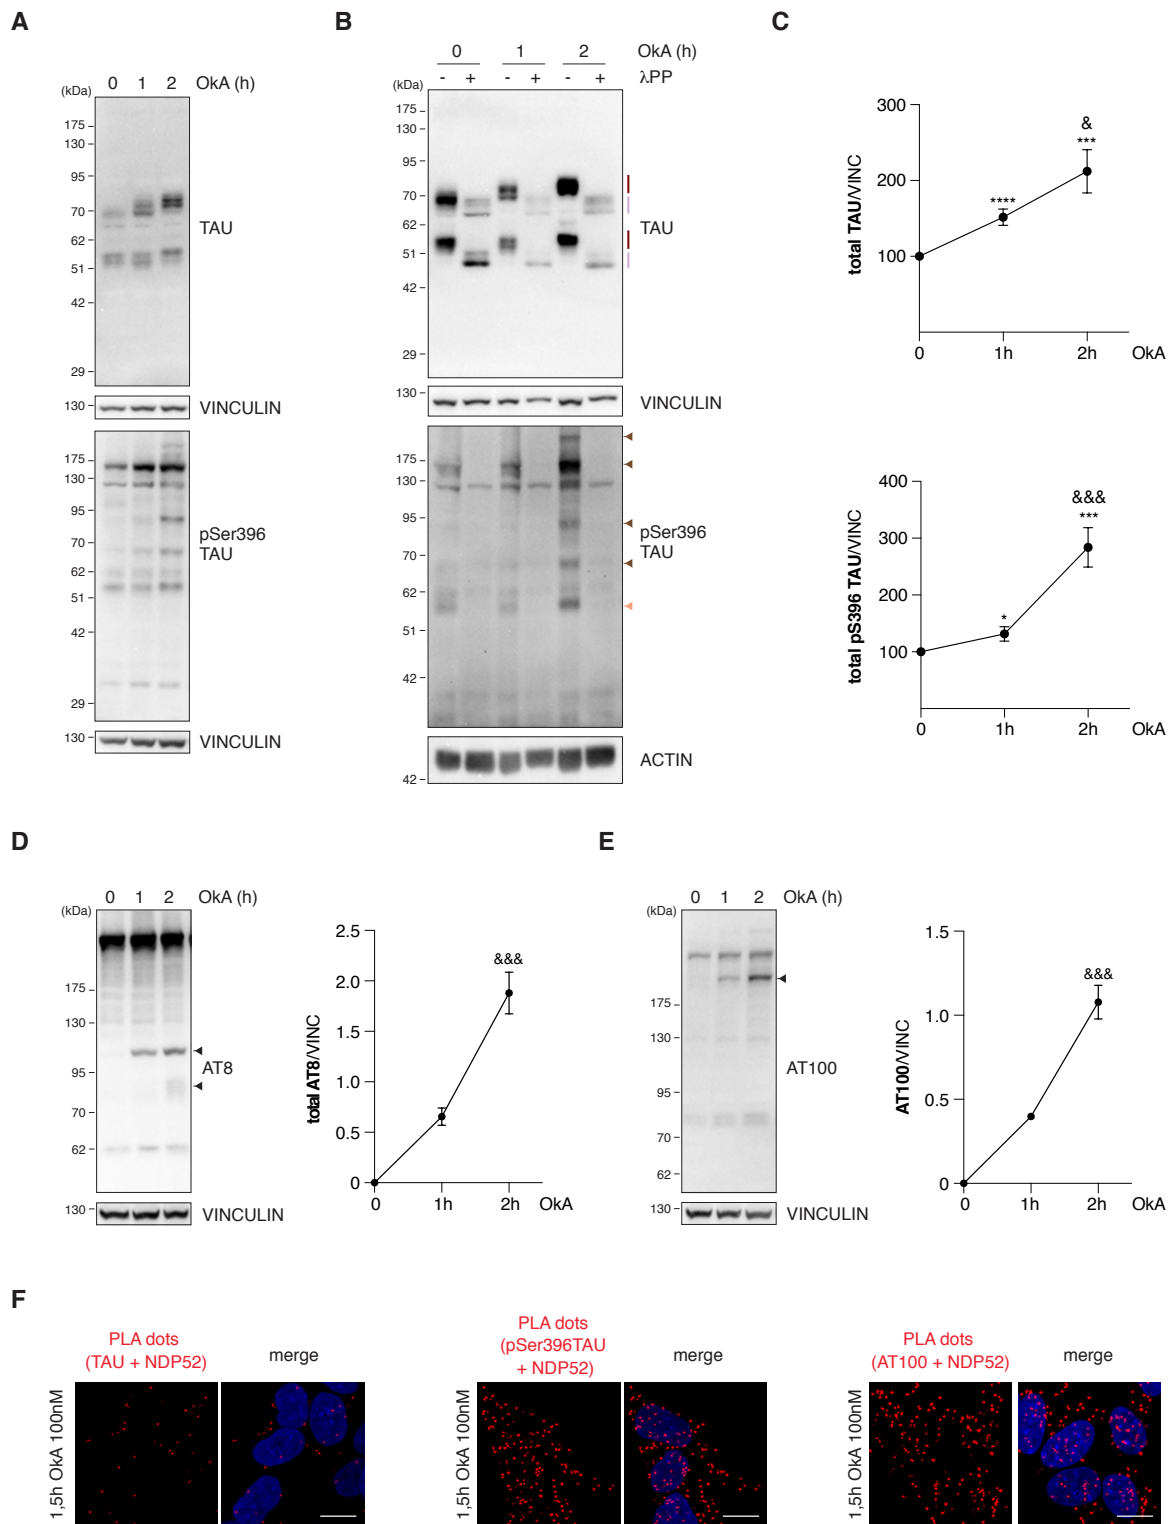 A
0 1 2 OkA (h)
(kDa)
175
130
95
70
62
51
42
29
TAU
130
VINCULIN
175
130
95
70
62
51
42
29
pSer396
TAU
130
VINCULIN
B
0 1 2 OkA (h)
- + - + - + λPP
(kDa)
175
130
95
70
62
51
42
29
TAU
130
VINCULIN
175
130
95
70
62
51
42
pSer396
TAU
42
ACTIN
C
total TAU/VINC
300
200
100
&
***
****
0 1h 2h OkA
total pS396 TAU/VINC
400
300
200
100
&&&
***
*
0 1h 2h OkA
D
0 1 2 OkA (h)
(kDa)
175
130
95
70
62
AT8
130
VINCULIN
total AT8/VINC
2.5
2.0
1.5
1.0
0.5
0
&&&
0 1h 2h OkA
E
0 1 2 OkA (h)
(kDa)
175
130
95
70
62
AT100
130
VINCULIN
AT100/VINC
1.5
1.0
0.5
0
&&&
0 1h 2h OkA
F
PLA dots
(TAU + NDP52)
merge
1,5h OkA 100nM
PLA dots
(pSer396TAU
+ NDP52)
merge
1,5h OkA 100nM
PLA dots
(AT100 + NDP52)
merge
1,5h OkA 100nM